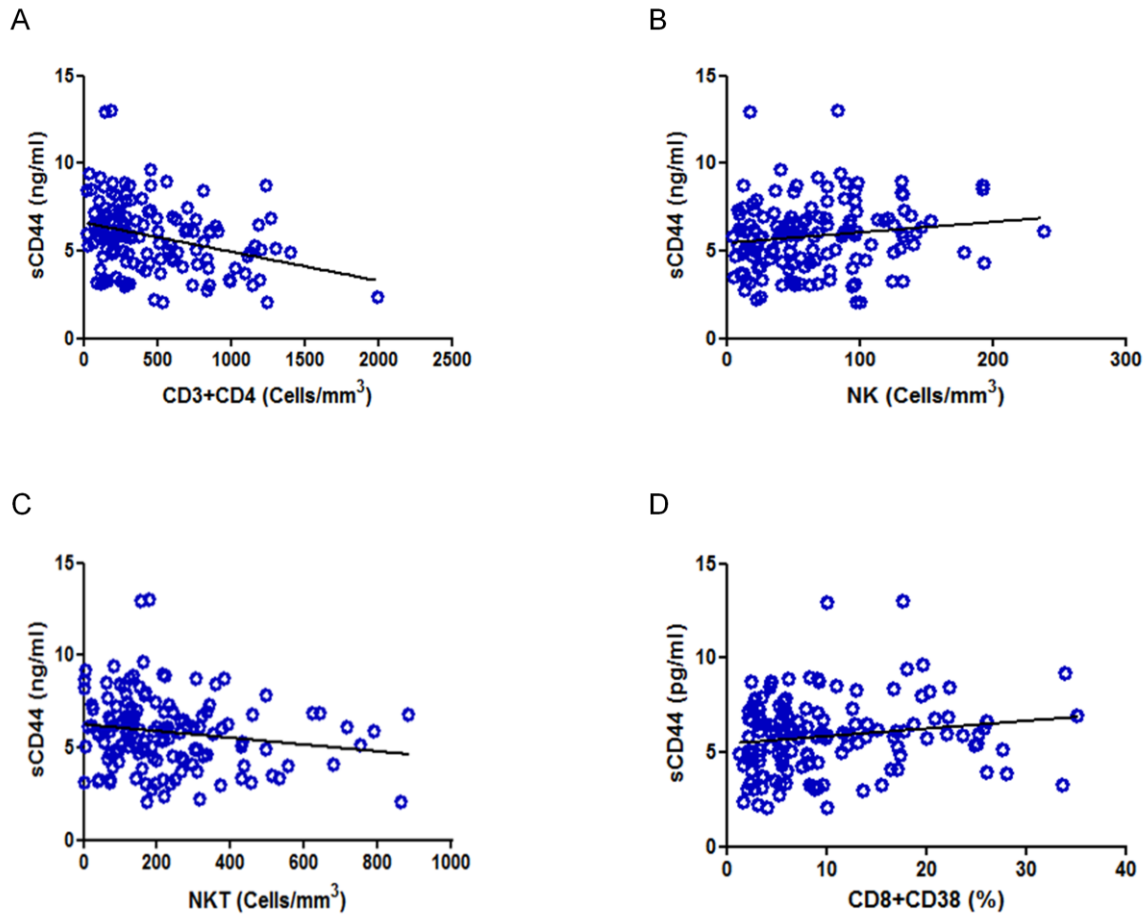 A
15
10
5
0
sCD44 (ng/ml)
0 500 1000 1500 2000 2500
CD3+CD4 (Cells/mm³)
B
15
10
5
0
sCD44 (ng/ml)
0 100 200 300
NK (Cells/mm³)
C
15
10
5
0
sCD44 (ng/ml)
0 200 400 600 800 1000
NKT (Cells/mm³)
D
15
10
5
0
sCD44 (pg/ml)
0 10 20 30 40
CD8+CD38 (%)